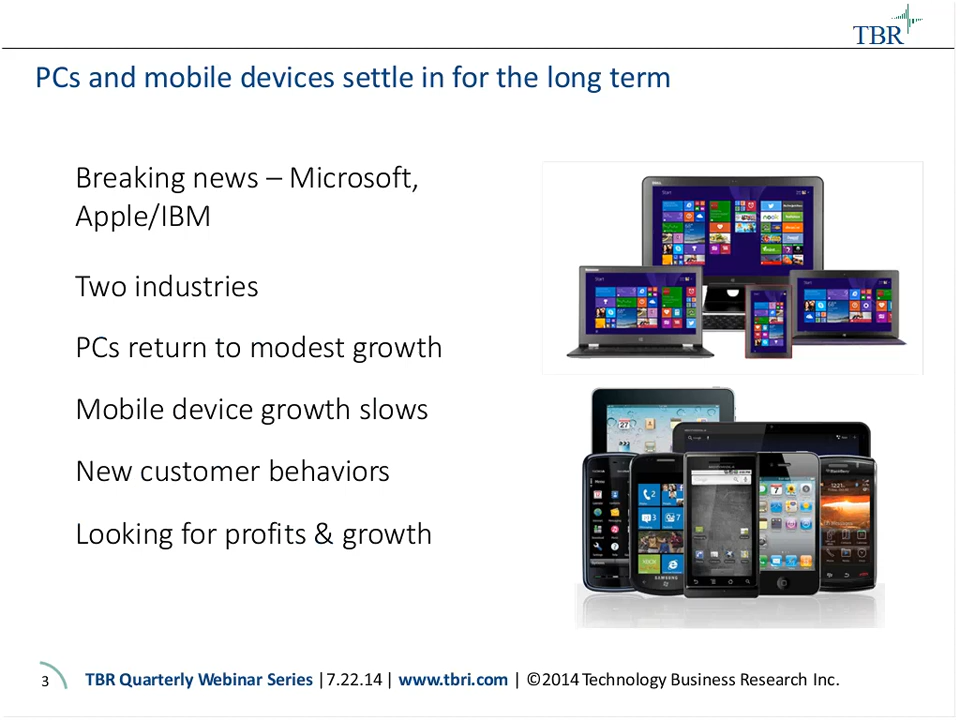 TBR
PCs and mobile devices settle in for the long term
Breaking news – Microsoft,
Apple/IBM
Two industries
PCs return to modest growth
Mobile device growth slows
New customer behaviors
Looking for profits & growth
3
TBR Quarterly Webinar Series | 7.22.14 | www.tbri.com | ©2014 Technology Business Research Inc.